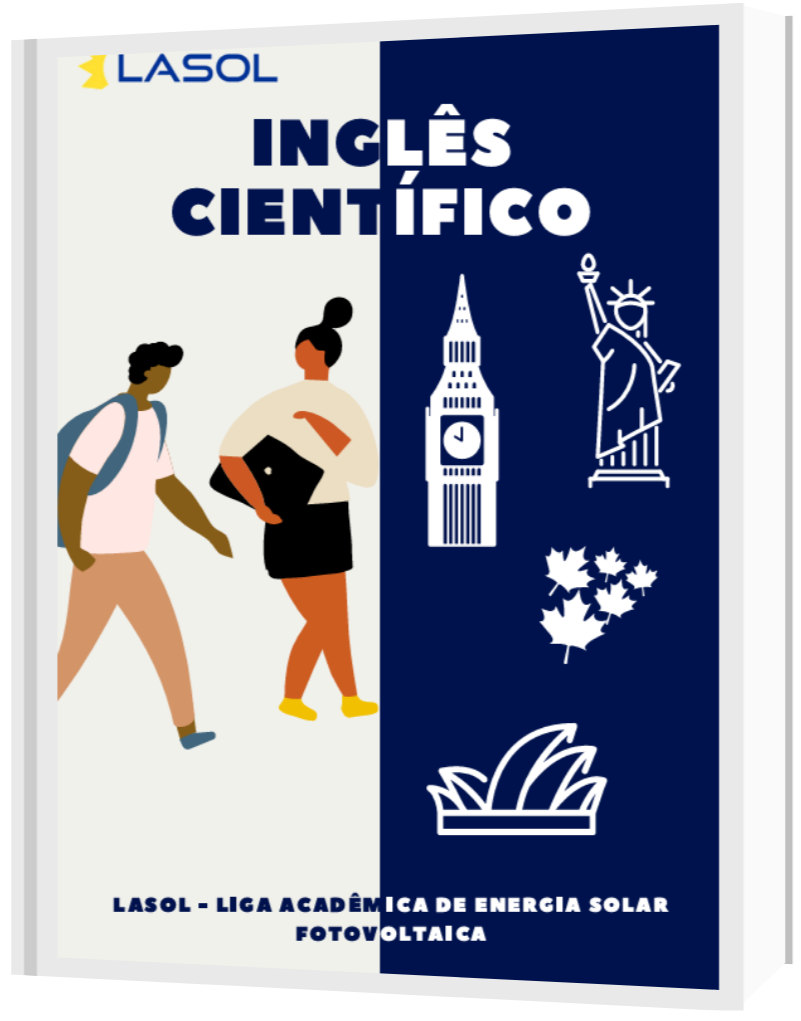 LASOL
INGLÊS
CIENTÍFICO
LASOL - LIGA ACADÊMICA DE ENERGIA SOLAR
FOTOVOLTAICA